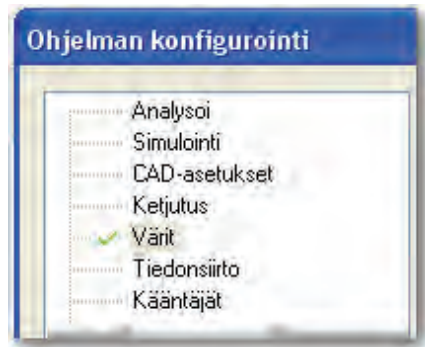 Ohjelman konfigurointi
Analysoi
Simulointi
CAD-asetukset
Ketjutus
Värit
Tiedonsiirto
Kääntäjät